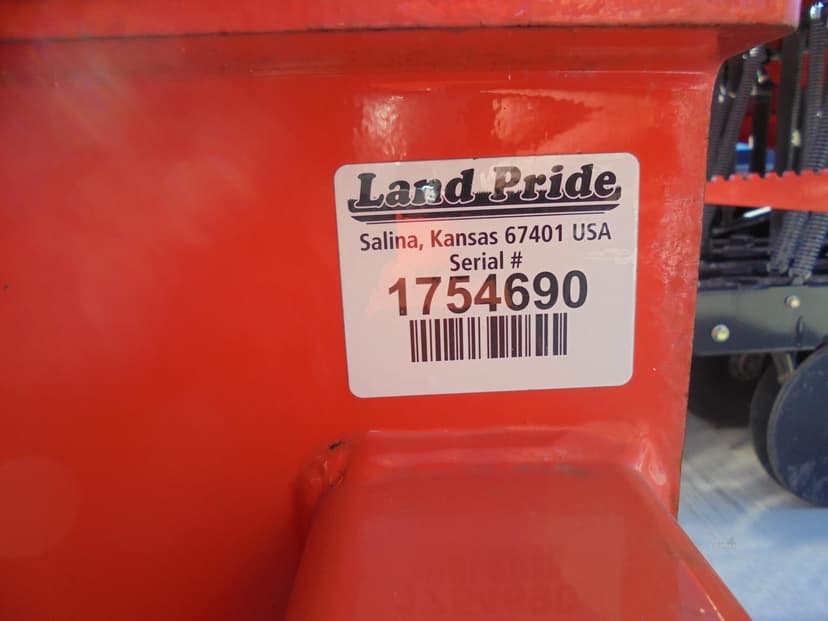 Land Pride
Salina, Kansas 67401 USA
Serial #
1754690